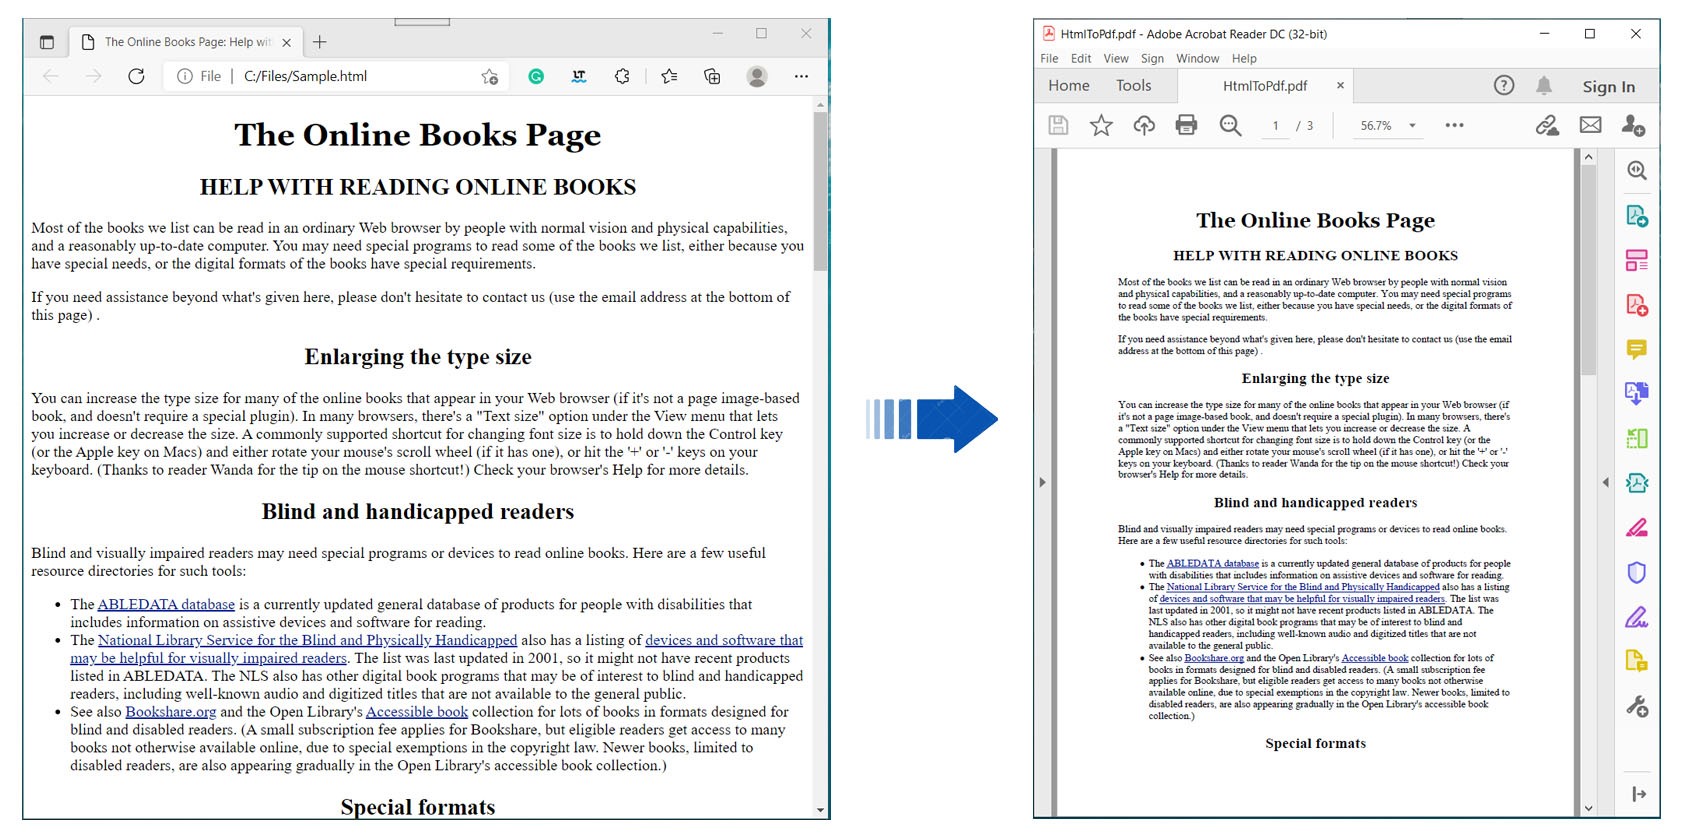 The Online Books Page: Help wit
File
C:/Files/Sample.html
The Online Books Page
HELP WITH READING ONLINE BOOKS
Most of the books we list can be read in an ordinary Web browser by people with normal vision and physical capabilities,
and a reasonably up-to-date computer. You may need special programs to read some of the books we list, either because you
have special needs, or the digital formats of the books have special requirements.
If you need assistance beyond what's given here, please don't hesitate to contact us (use the email address at the bottom of
this page) .
Enlarging the type size
You can increase the type size for many of the online books that appear in your Web browser (if it's not a page image-based
book, and doesn't require a special plugin). In many browsers, there's a "Text size" option under the View menu that lets
you increase or decrease the size. A commonly supported shortcut for changing font size is to hold down the Control key
(or the Apple key on Macs) and either rotate your mouse's scroll wheel (if it has one), or hit the '+' or '-' keys on your
keyboard. (Thanks to reader Wanda for the tip on the mouse shortcut!) Check your browser's Help for more details.
Blind and handicapped readers
Blind and visually impaired readers may need special programs or devices to read online books. Here are a few useful
resource directories for such tools:
• The ABLEDATA database is a currently updated general database of products for people with disabilities that
includes information on assistive devices and software for reading.
• The National Library Service for the Blind and Physically Handicapped also has a listing of devices and software that
may be helpful for visually impaired readers. The list was last updated in 2001, so it might not have recent products
listed in ABLEDATA. The NLS also has other digital book programs that may be of interest to blind and handicapped
readers, including well-known audio and digitized titles that are not available to the general public.
• See also Bookshare.org and the Open Library's Accessible book collection for lots of books in formats designed for
blind and disabled readers. (A small subscription fee applies for Bookshare, but eligible readers get access to many
books not otherwise available online, due to special exemptions in the copyright law. Newer books, limited to
disabled readers, are also appearing gradually in the Open Library's accessible book collection.)
Special formats
HtmlToPdf.pdf - Adobe Acrobat Reader DC (32-bit)
File Edit View Sign Window Help
Home Tools HtmlToPdf.pdf Sign In
1 / 3 56.7%
The Online Books Page
HELP WITH READING ONLINE BOOKS
Most of the books we list can be read in an ordinary Web browser by people with normal vision
and physical capabilities, and a reasonably up-to-date computer. You may need special programs
to read some of the books we list, either because you have special needs, or the digital formats of
the books have special requirements.
If you need assistance beyond what's given here, please don't hesitate to contact us (use the email
address at the bottom of this page) .
Enlarging the type size
You can increase the type size for many of the online books that appear in your Web browser (if
it's not a page image-based book, and doesn't require a special plugin). In many browsers, there's
a "Text size" option under the View menu that lets you increase or decrease the size. A
commonly supported shortcut for changing font size is to hold down the Control key (or the
Apple key on Macs) and either rotate your mouse's scroll wheel (if it has one), or hit the '+' or '-'
keys on your keyboard. (Thanks to reader Wanda for the tip on the mouse shortcut!) Check your
browser's Help for more details.
Blind and handicapped readers
Blind and visually impaired readers may need special programs or devices to read online books.
Here are a few useful resource directories for such tools:
• The ABLEDATA database is a currently updated general database of products for people
with disabilities that includes information on assistive devices and software for reading.
• The National Library Service for the Blind and Physically Handicapped also has a listing
of devices and software that may be helpful for visually impaired readers. The list was
last updated in 2001, so it might not have recent products listed in ABLEDATA. The
NLS also has other digital book programs that may be of interest to blind and
handicapped readers, including well-known audio and digitized titles that are not
available to the general public.
• See also Bookshare.org and the Open Library's Accessible book collection for lots of
books in formats designed for blind and disabled readers. (A small subscription fee
applies for Bookshare, but eligible readers get access to many books not otherwise
available online, due to special exemptions in the copyright law. Newer books, limited to
disabled readers, are also appearing gradually in the Open Library's accessible book
collection.)
Special formats